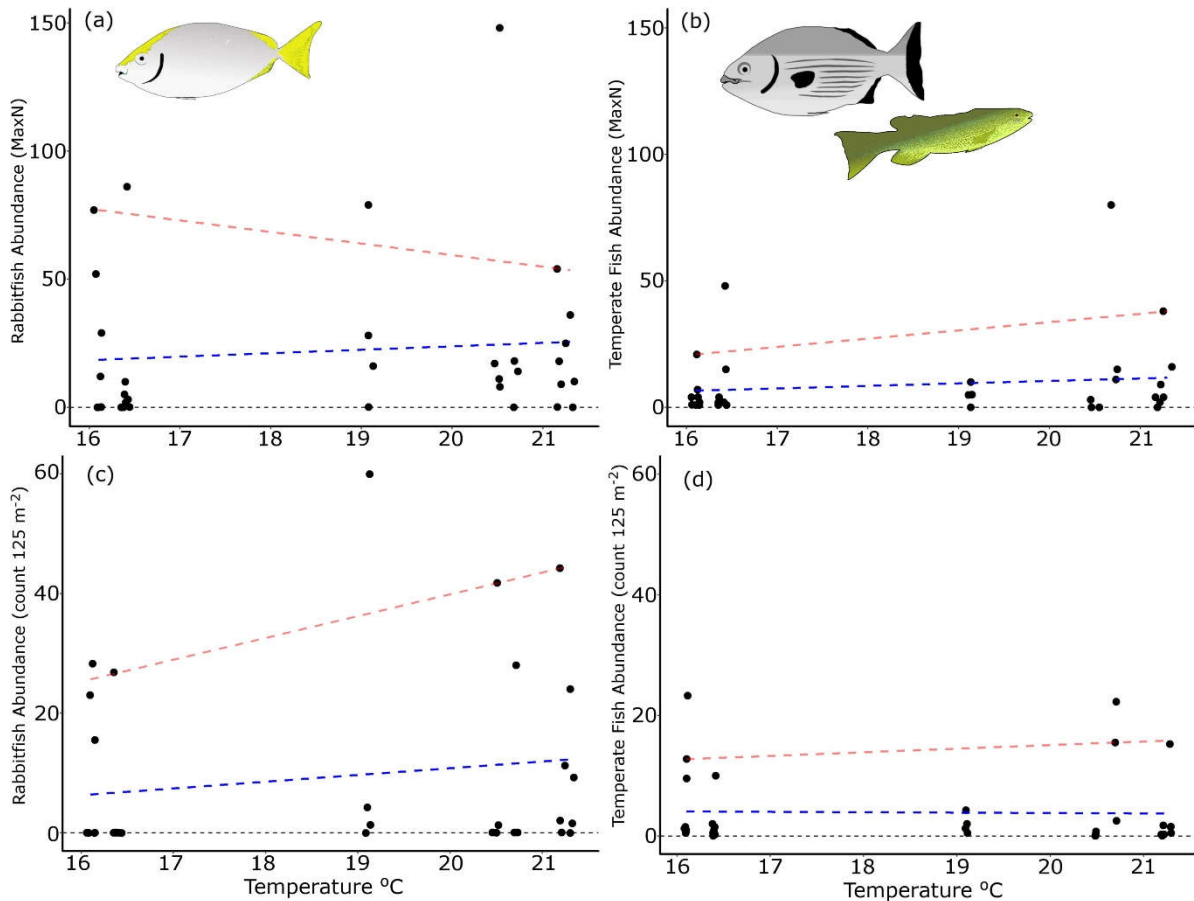 (a)
150
100
50
0
Rabbitfish Abundance (MaxN)
16 17 18 19 20 21
(b)
150
100
50
0
Temperate Fish Abundance (MaxN)
16 17 18 19 20 21
(c)
60
40
20
0
Rabbitfish Abundance (count 125 m⁻²)
16 17 18 19 20 21
Temperature ºC
(d)
60
40
20
0
Temperate Fish Abundance (count 125 m⁻²)
16 17 18 19 20 21
Temperature ºC